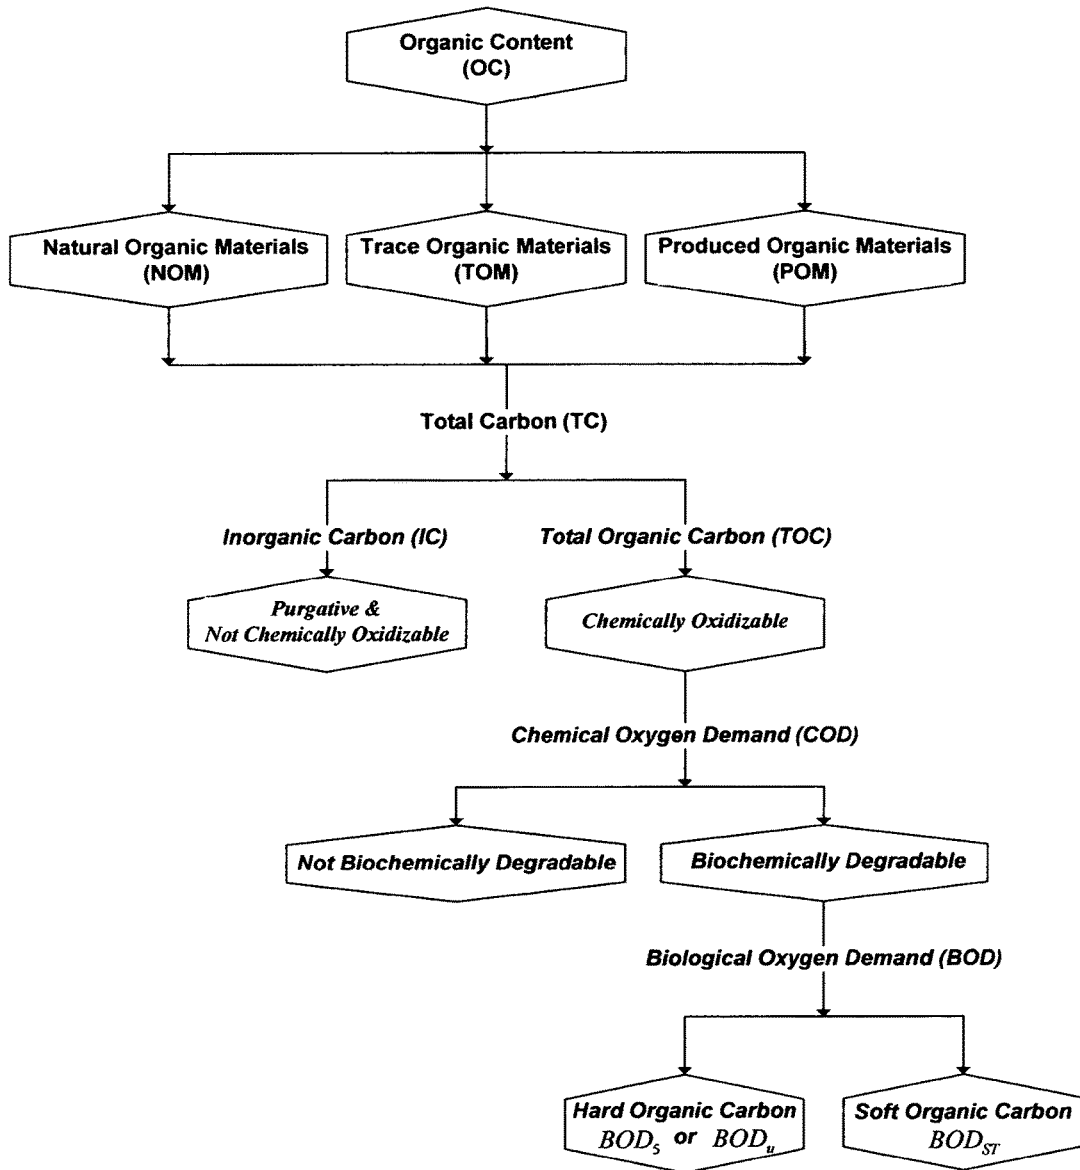 Organic Content
(OC)
Natural Organic Materials
(NOM)
Trace Organic Materials
(TOM)
Produced Organic Materials
(POM)
Total Carbon (TC)
Inorganic Carbon (IC)
Total Organic Carbon (TOC)
Purgative &
Not Chemically Oxidizable
Chemically Oxidizable
Chemical Oxygen Demand (COD)
Not Biochemically Degradable
Biochemically Degradable
Biological Oxygen Demand (BOD)
Hard Organic Carbon
BOD₅ or BODᵤ
Soft Organic Carbon
BOD_ST